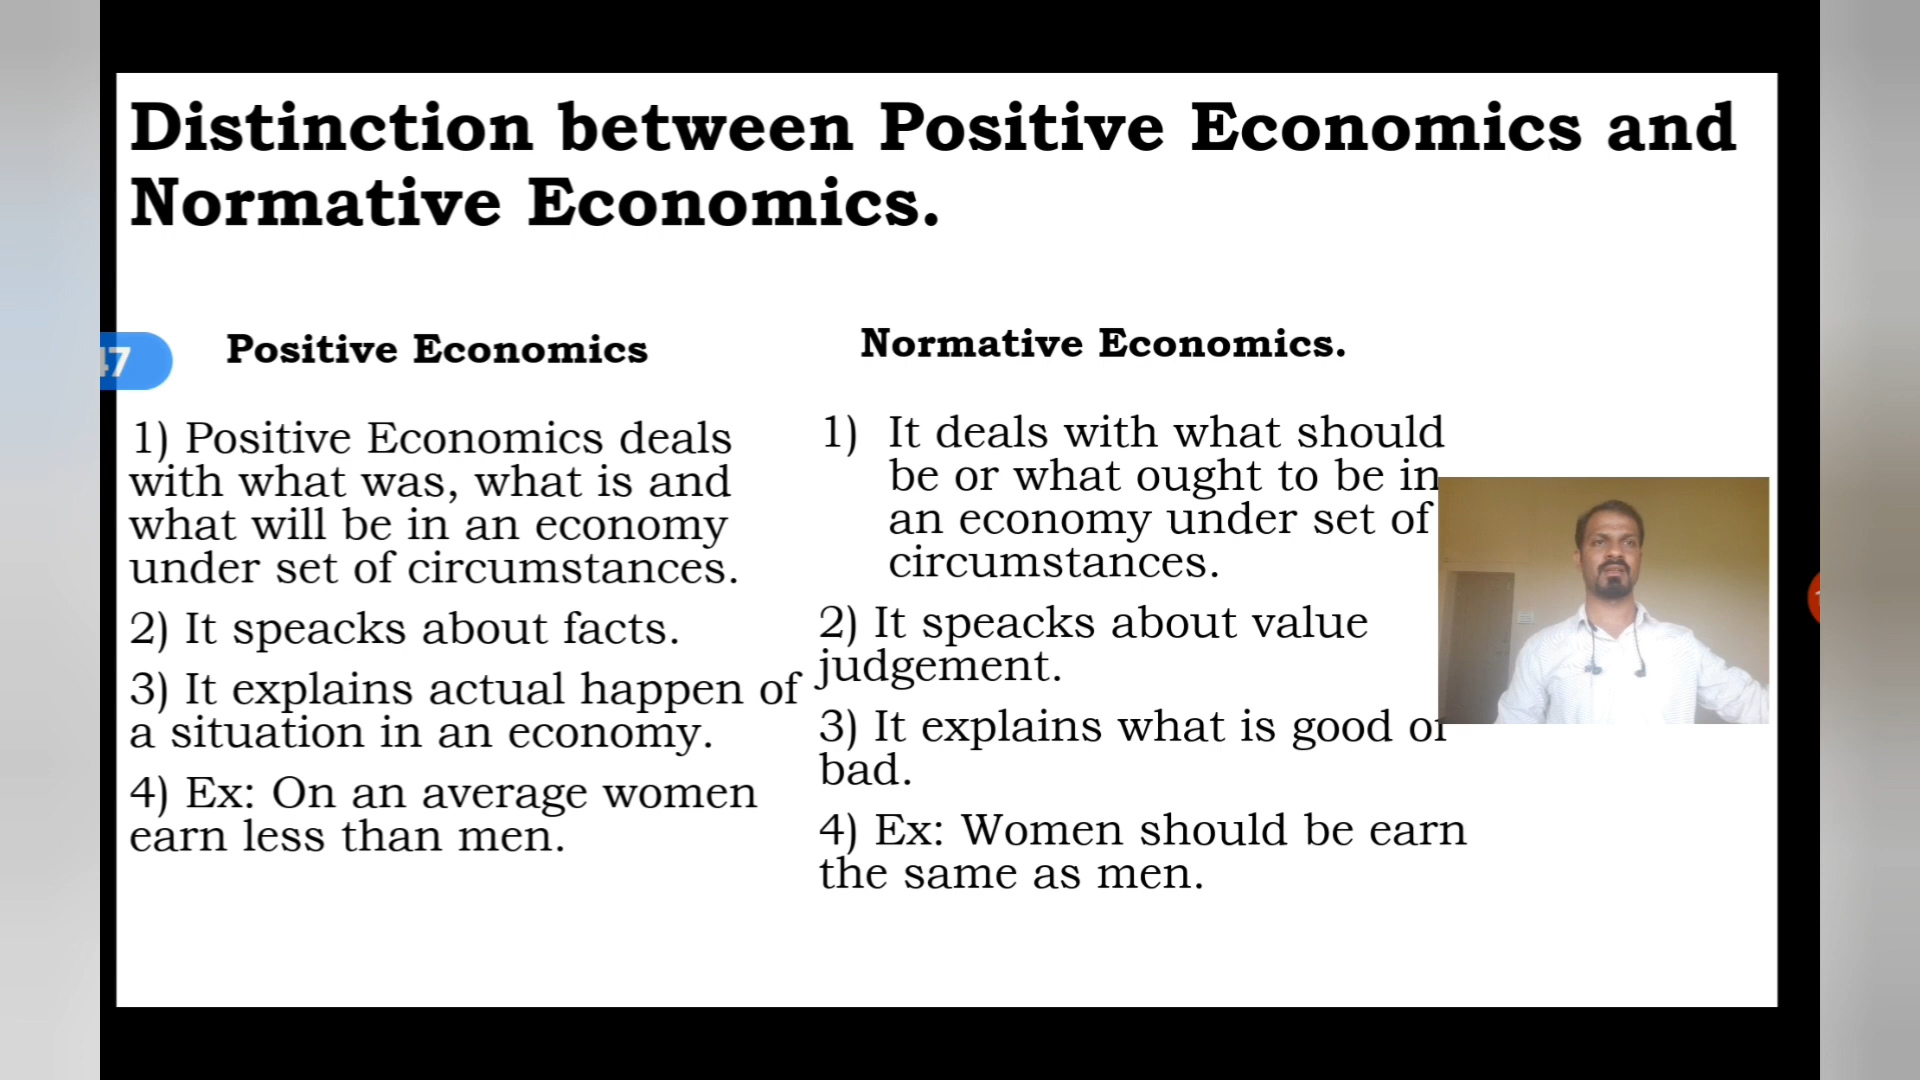 Distinction between Positive Economics and
Normative Economics.
47
Positive Economics
1) Positive Economics deals
with what was, what is and
what will be in an economy
under set of circumstances.
2) It speacks about facts.
3) It explains actual happen of
a situation in an economy.
4) Ex: On an average women
earn less than men.
Normative Economics.
1) It deals with what should
be or what ought to be in
an economy under set of
circumstances.
2) It speacks about value
judgement.
3) It explains what is good or
bad.
4) Ex: Women should be earn
the same as men.